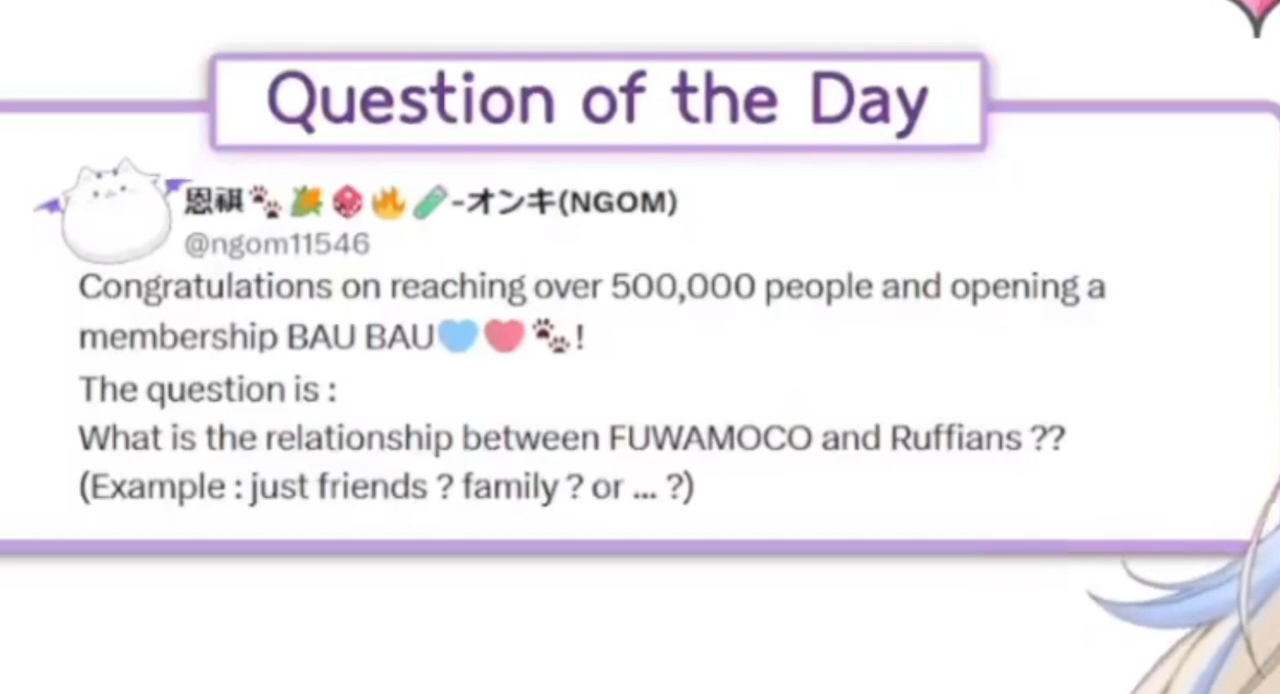 Question of the Day
恩祺🐾🌽🎲🔥🧪-オンキ(NGOM)
@ngom11546
Congratulations on reaching over 500,000 people and opening a
membership BAU BAU🩵🩷🐾!
The question is :
What is the relationship between FUWAMOCO and Ruffians ??
(Example : just friends ? family ? or ... ?)